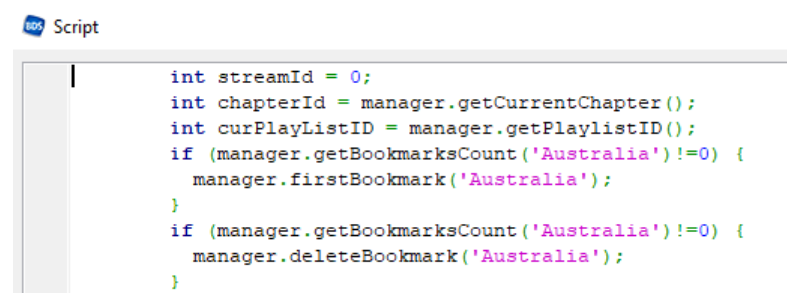 BDS Script
int streamId = 0;
int chapterId = manager.getCurrentChapter();
int curPlayListID = manager.getPlaylistID();
if (manager.getBookmarksCount('Australia')!=0) {
manager.firstBookmark('Australia');
}
if (manager.getBookmarksCount('Australia')!=0) {
manager.deleteBookmark('Australia');
}